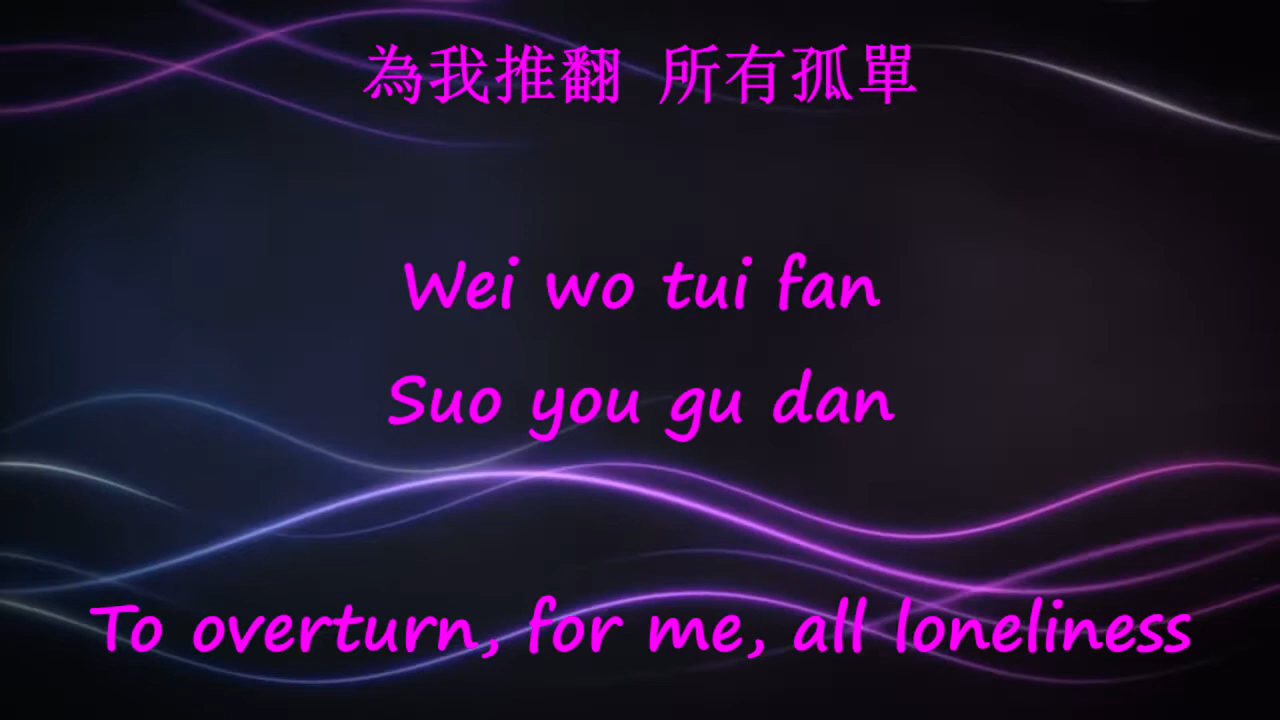 為我推翻 所有孤單
Wei wo tui fan
Suo you gu dan
To overturn, for me, all loneliness